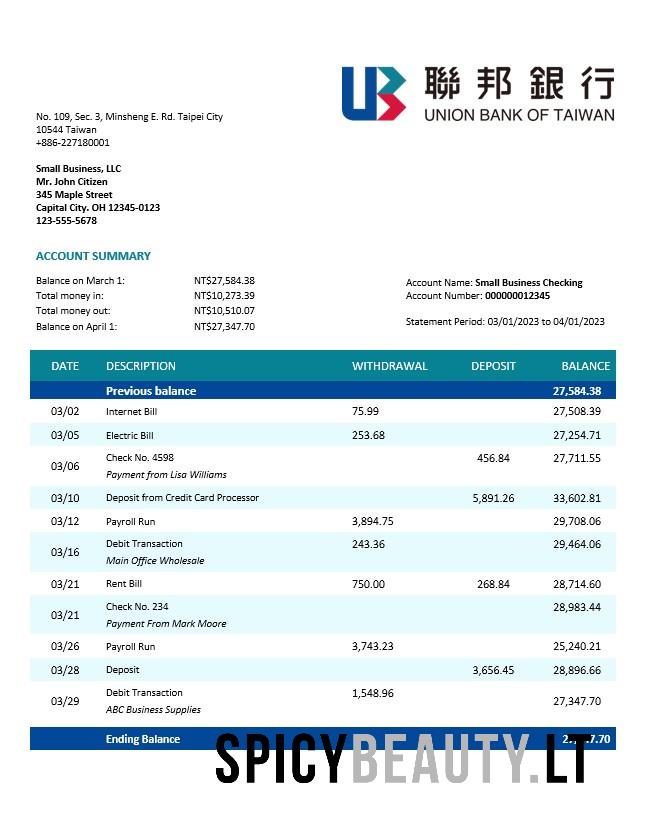 聯邦銀行
UNION BANK OF TAIWAN
No. 109, Sec. 3, Minsheng E. Rd. Taipei City
10544 Taiwan
+886-227180001
Small Business, LLC
Mr. John Citizen
345 Maple Street
Capital City. OH 12345-0123
123-555-5678
ACCOUNT SUMMARY
Balance on March 1: NT$27,584.38
Total money in: NT$10,273.39
Total money out: NT$10,510.07
Balance on April 1: NT$27,347.70
Account Name: Small Business Checking
Account Number: 000000012345
Statement Period: 03/01/2023 to 04/01/2023
DATE DESCRIPTION WITHDRAWAL DEPOSIT BALANCE
Previous balance 27,584.38
03/02 Internet Bill 75.99 27,508.39
03/05 Electric Bill 253.68 27,254.71
03/06 Check No. 4598 456.84 27,711.55
Payment from Lisa Williams
03/10 Deposit from Credit Card Processor 5,891.26 33,602.81
03/12 Payroll Run 3,894.75 29,708.06
03/16 Debit Transaction 243.36 29,464.06
Main Office Wholesale
03/21 Rent Bill 750.00 268.84 28,714.60
03/21 Check No. 234 28,983.44
Payment From Mark Moore
03/26 Payroll Run 3,743.23 25,240.21
03/28 Deposit 3,656.45 28,896.66
03/29 Debit Transaction 1,548.96 27,347.70
ABC Business Supplies
Ending Balance
SPICYBEAUTY.LT